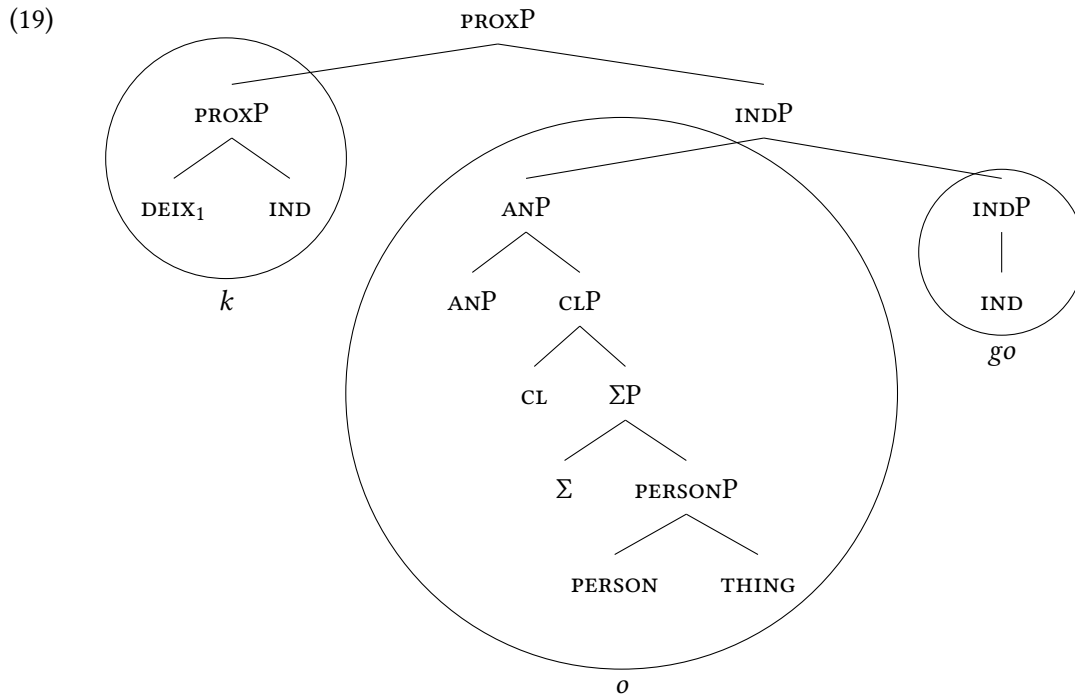 (19) PROXP
PROXP INDP
DEIX₁ IND ANP INDP
k ANP CLP IND
go
CL ΣP
Σ PERSONP
PERSON THING
o